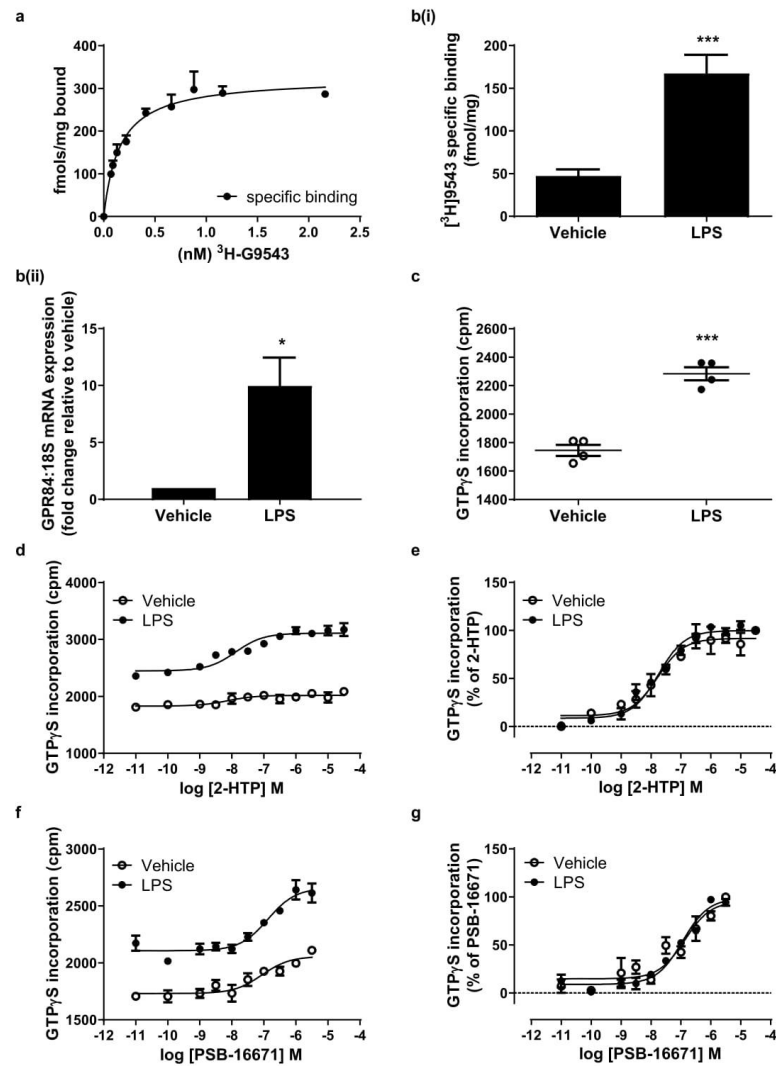 a
fmols/mg bound
400
300
200
100
0
specific binding
0.0 0.5 1.0 1.5 2.0 2.5
(nM) ³H-G9543
b(i)
[³H]9543 specific binding
(fmol/mg)
200
150
100
50
0
***
Vehicle LPS
b(ii)
GPR84:18S mRNA expression
(fold change relative to vehicle)
15
10
5
0
*
Vehicle LPS
c
GTPγS incorporation (cpm)
2600
2400
2200
2000
1800
1600
1400
***
Vehicle LPS
d
GTPγS incorporation (cpm)
4000
3000
2000
1000
Vehicle
LPS
-12 -11 -10 -9 -8 -7 -6 -5 -4
log [2-HTP] M
e
GTPγS incorporation
(% of 2-HTP)
100
50
0
Vehicle
LPS
-12 -11 -10 -9 -8 -7 -6 -5 -4
log [2-HTP] M
f
GTPγS incorporation (cpm)
3000
2500
2000
1500
Vehicle
LPS
-12 -11 -10 -9 -8 -7 -6 -5 -4
log [PSB-16671] M
g
GTPγS incorporation
(% of PSB-16671)
150
100
50
0
Vehicle
LPS
-12 -11 -10 -9 -8 -7 -6 -5 -4
log [PSB-16671] M